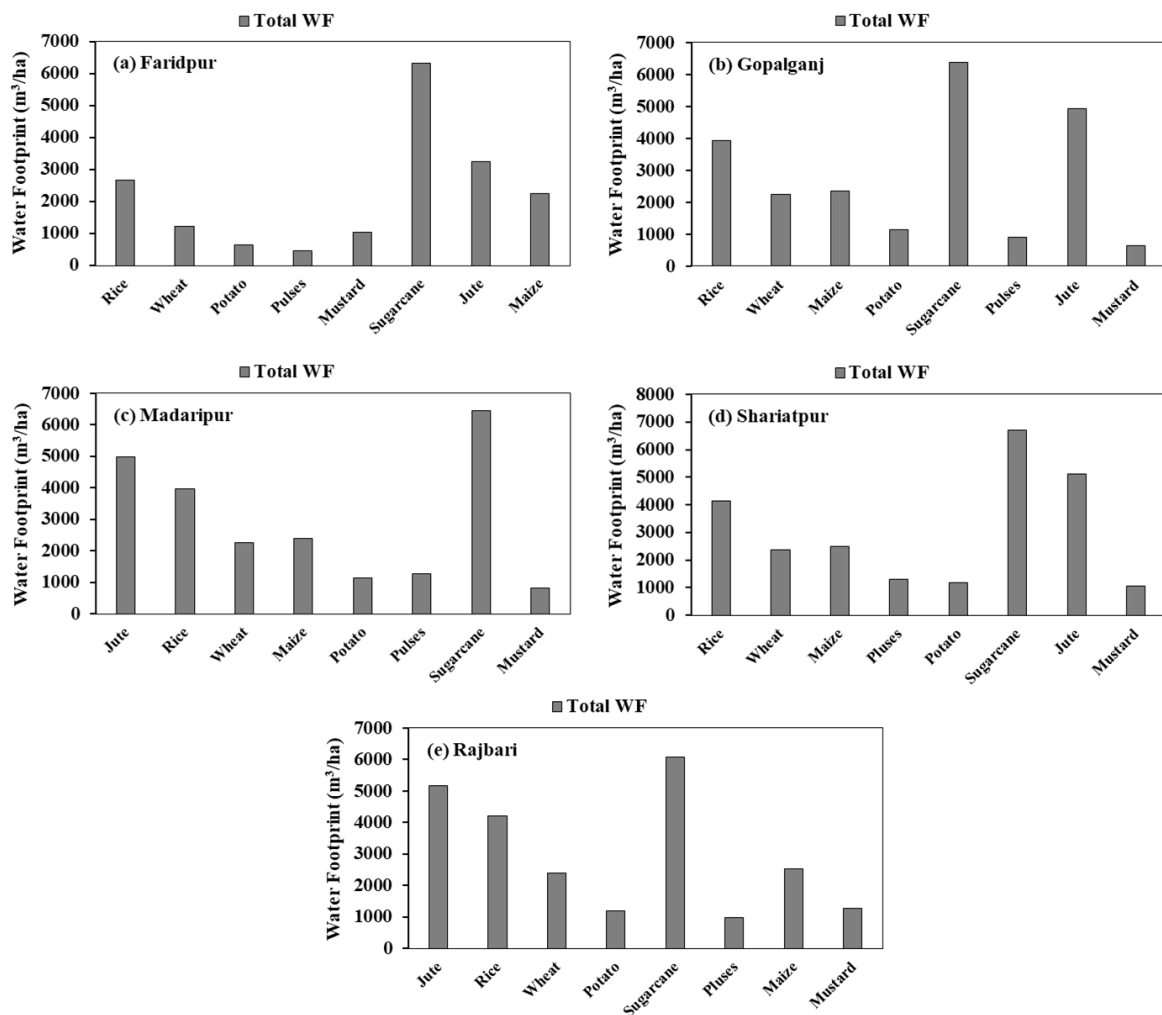 Total WF
Water Footprint (m³/ha)
(a) Faridpur
7000
6000
5000
4000
3000
2000
1000
0
Rice Wheat Potato Pulses Mustard Sugarcane Jute Maize
Total WF
Water Footprint (m³/ha)
(b) Gopalganj
7000
6000
5000
4000
3000
2000
1000
0
Rice Wheat Maize Potato Sugarcane Pulses Jute Mustard
Total WF
Water Footprint (m³/ha)
(c) Madaripur
7000
6000
5000
4000
3000
2000
1000
0
Jute Rice Wheat Maize Potato Pulses Sugarcane Mustard
Total WF
Water Footprint (m³/ha)
(d) Shariatpur
8000
7000
6000
5000
4000
3000
2000
1000
0
Rice Wheat Maize Pluses Potato Sugarcane Jute Mustard
Total WF
Water Footprint (m³/ha)
(e) Rajbari
7000
6000
5000
4000
3000
2000
1000
0
Jute Rice Wheat Potato Sugarcane Pluses Maize Mustard